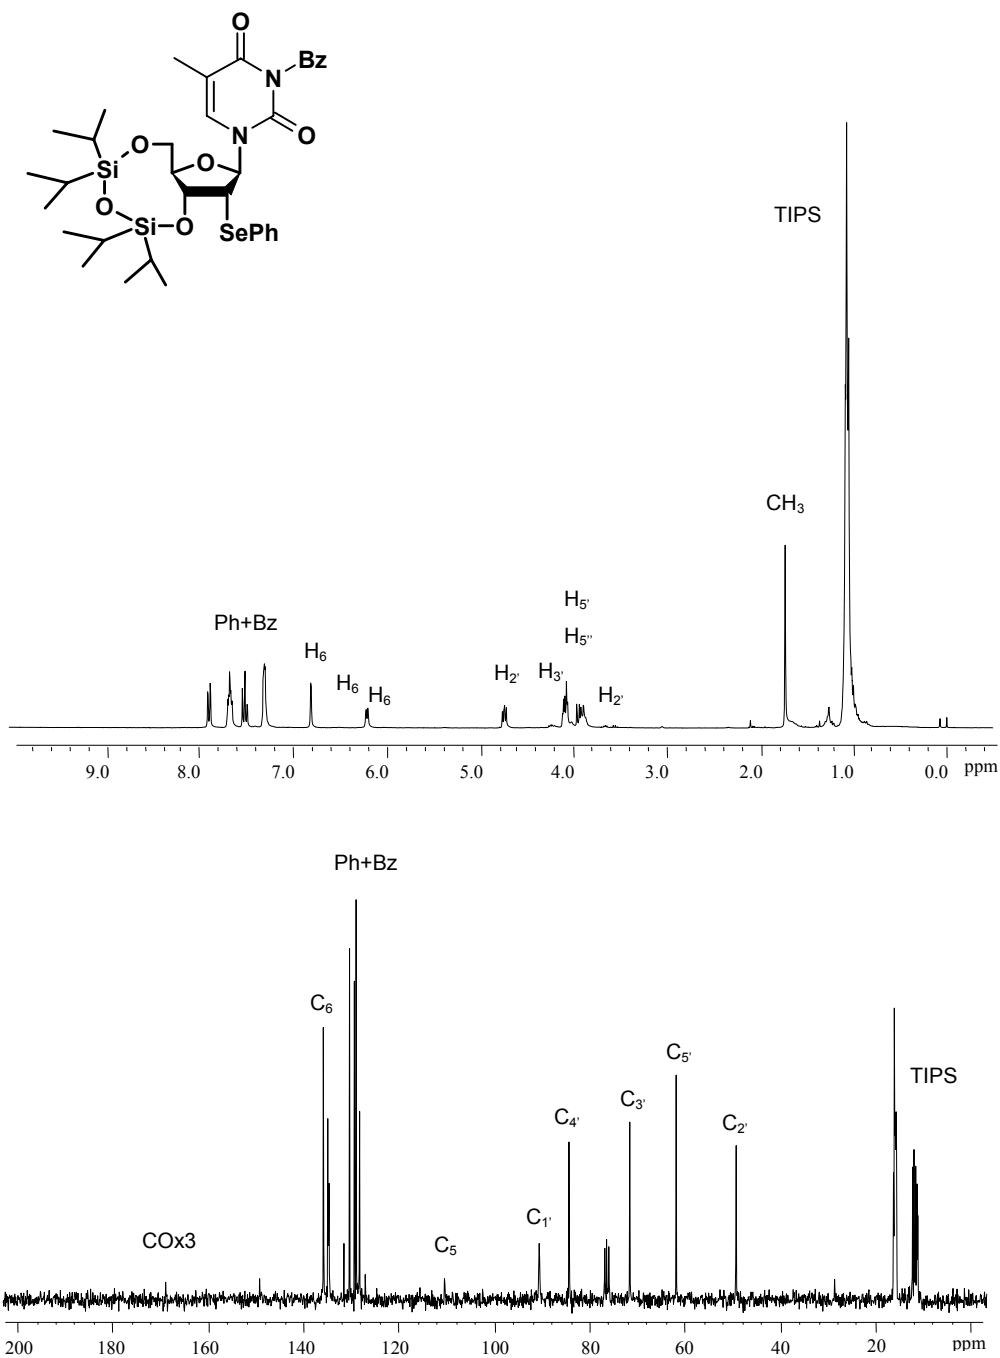 O
Bz
N
N
O
O
O
Si
O
Si
O
SePh
TIPS
CH₃
H₅’
Ph+Bz
H₅”
H₆
H₆
H₆
H₂’
H₃’
H₂’
9.0 8.0 7.0 6.0 5.0 4.0 3.0 2.0 1.0 0.0 ppm
Ph+Bz
C₆
C₅’
TIPS
C₃’
C₄’
C₂’
C₁’
COx3
C₅
200 180 160 140 120 100 80 60 40 20 ppm